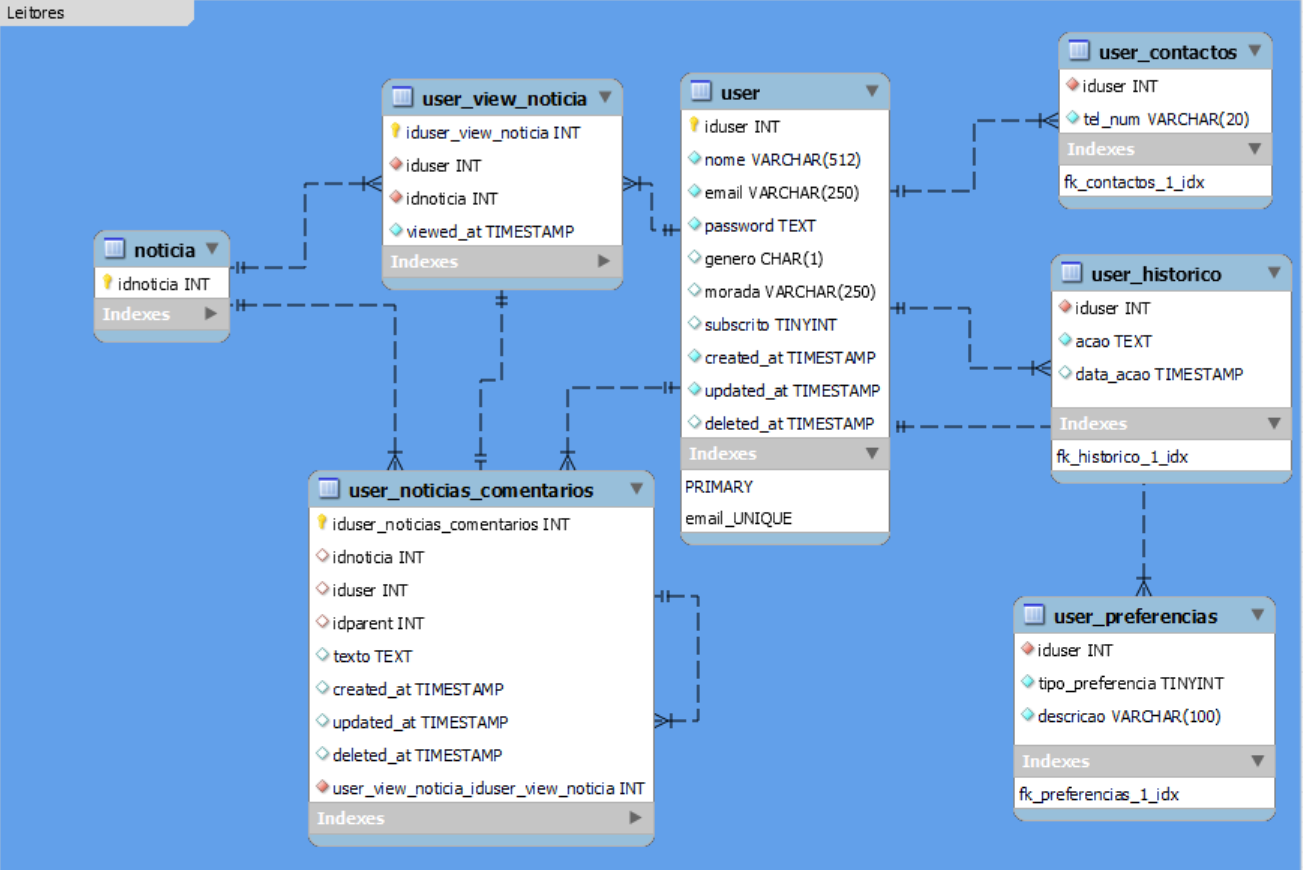 Leitores
noticia
idnoticia INT
Indexes
user_view_noticia
iduser_view_noticia INT
iduser INT
idnoticia INT
viewed_at TIMESTAMP
Indexes
user
iduser INT
nome VARCHAR(512)
email VARCHAR(250)
password TEXT
genero CHAR(1)
morada VARCHAR(250)
subscrito TINYINT
created_at TIMESTAMP
updated_at TIMESTAMP
deleted_at TIMESTAMP
Indexes
PRIMARY
email_UNIQUE
user_contactos
iduser INT
tel_num VARCHAR(20)
Indexes
fk_contactos_1_idx
user_historico
iduser INT
acao TEXT
data_acao TIMESTAMP
Indexes
fk_historico_1_idx
user_noticias_comentarios
iduser_noticias_comentarios INT
idnoticia INT
iduser INT
idparent INT
texto TEXT
created_at TIMESTAMP
updated_at TIMESTAMP
deleted_at TIMESTAMP
user_view_noticia_iduser_view_noticia INT
Indexes
user_preferencias
iduser INT
tipo_preferencia TINYINT
descricao VARCHAR(100)
Indexes
fk_preferencias_1_idx